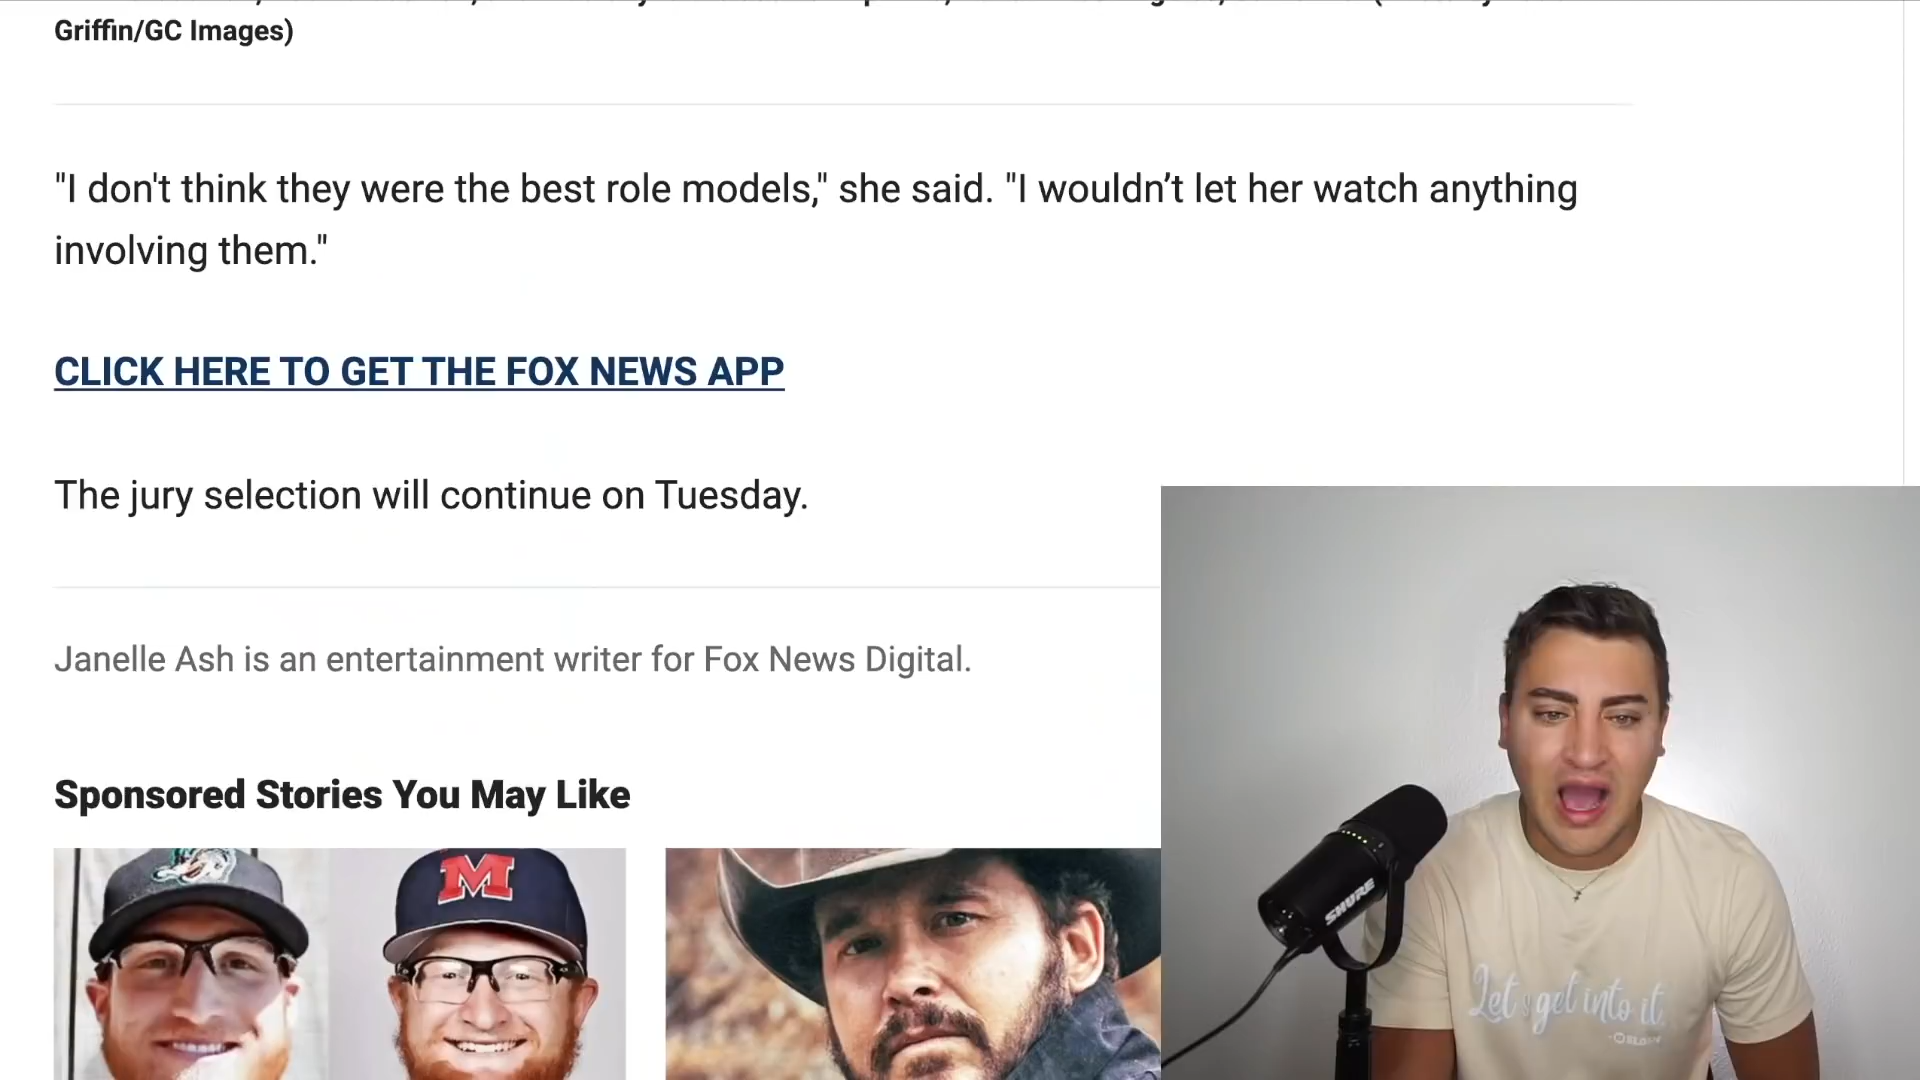 Griffin/GC Images)
"I don't think they were the best role models," she said. "I wouldn’t let her watch anything
involving them."
CLICK HERE TO GET THE FOX NEWS APP
The jury selection will continue on Tuesday.
Janelle Ash is an entertainment writer for Fox News Digital.
Sponsored Stories You May Like
M
SHURE
Let's get into it.